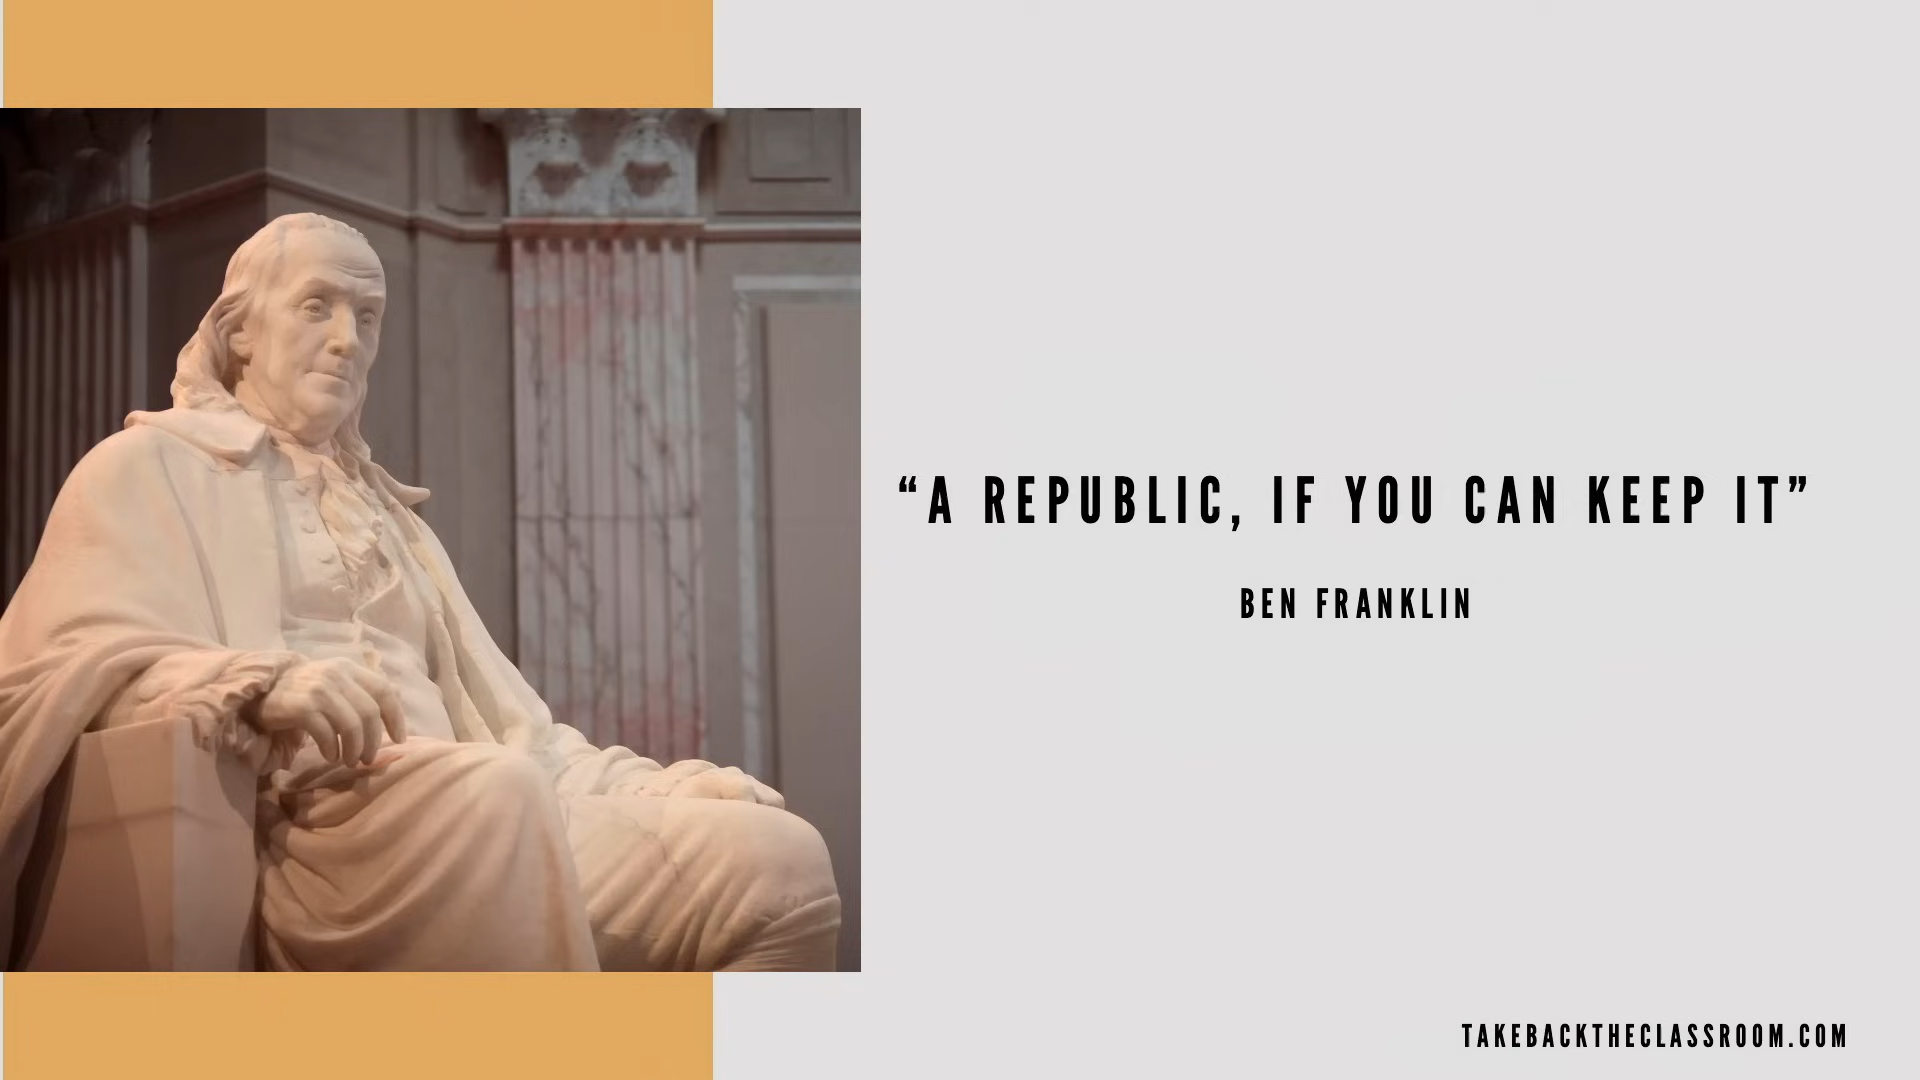 “A REPUBLIC, IF YOU CAN KEEP IT”
BEN FRANKLIN
TAKEBACKTHECLASSROOM.COM